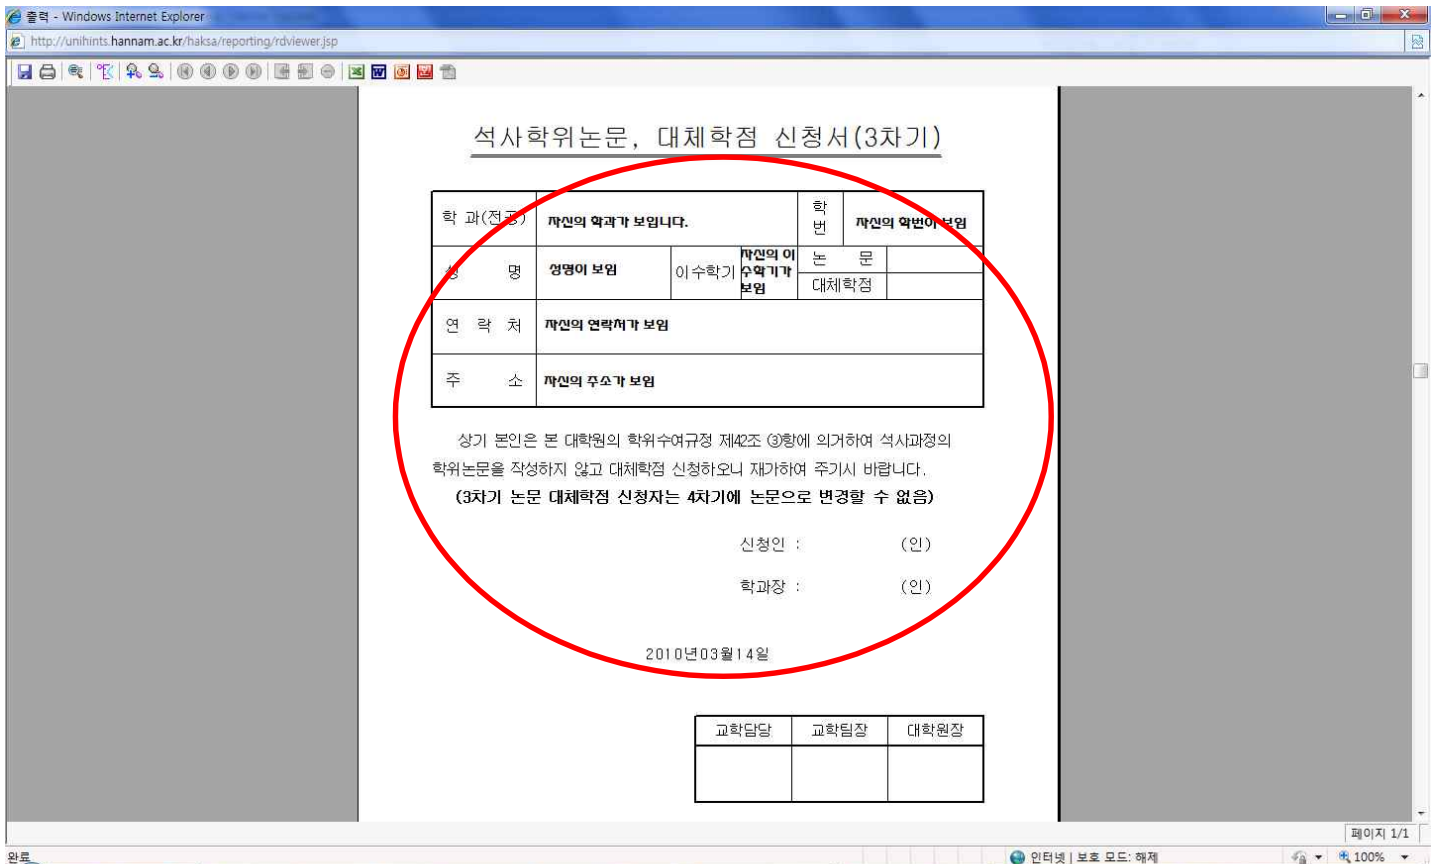 출력 - Windows Internet Explorer
http://unihints.hannam.ac.kr/haksa/reporting/rdviewer.jsp
석사학위논문, 대체학점 신청서(3차기)
학 과(전공) 자신의 학과가 보입니다. 학번 자신의 학번이 보임
성 명 성명이 보임 이수학기 자신의 이수학기가 보임 논 문
대체학점
연 락 처 자신의 연락처가 보임
주 소 자신의 주소가 보임
상기 본인은 본 대학원의 학위수여규정 제42조 ③항에 의거하여 석사과정의
학위논문을 작성하지 않고 대체학점 신청하오니 재가하여 주기시 바랍니다.
(3차기 논문 대체학점 신청자는 4차기에 논문으로 변경할 수 없음)
신청인 : (인)
학과장 : (인)
2010년03월14일
교학담당 교학팀장 대학원장
페이지 1/1
완료 인터넷 | 보호 모드: 해제 100%